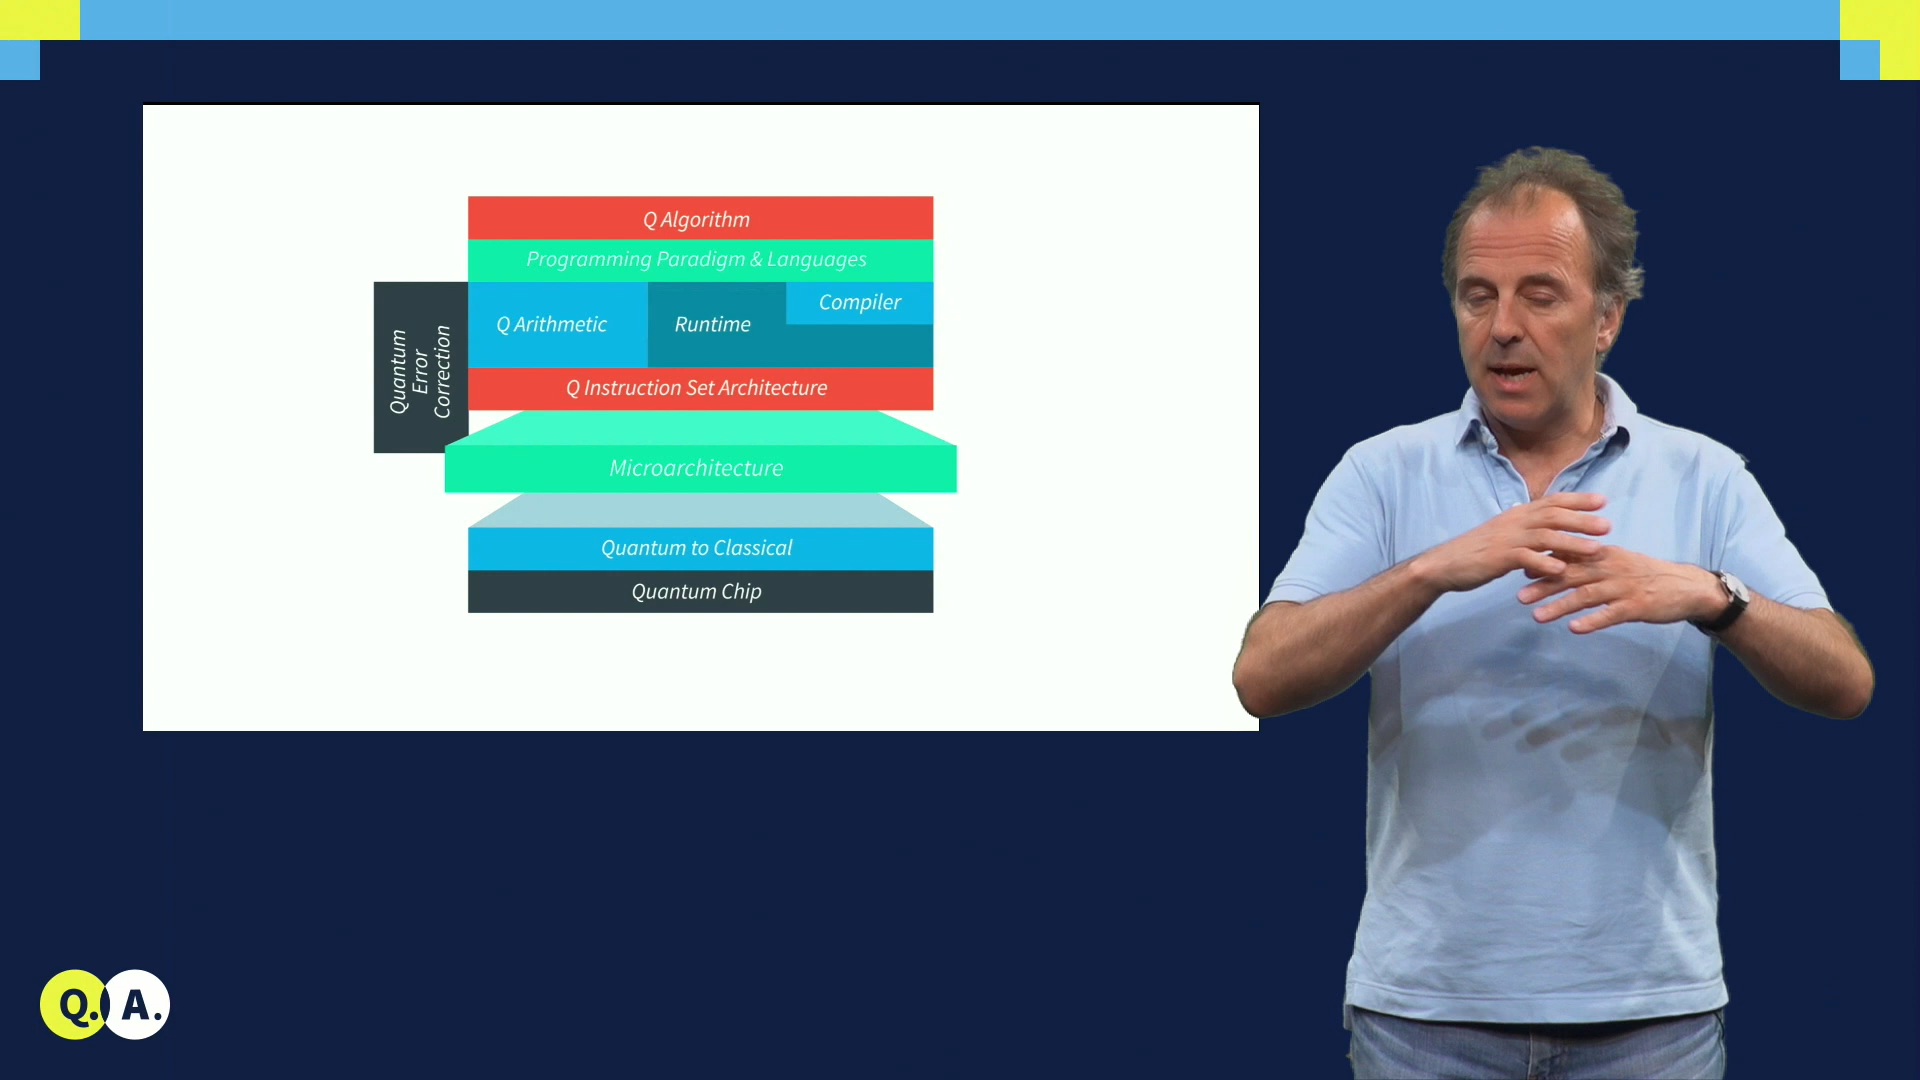 Q Algorithm
Programming Paradigm & Languages
Quantum
Error
Correction
Q Arithmetic
Runtime
Compiler
Q Instruction Set Architecture
Microarchitecture
Quantum to Classical
Quantum Chip
Q. A.